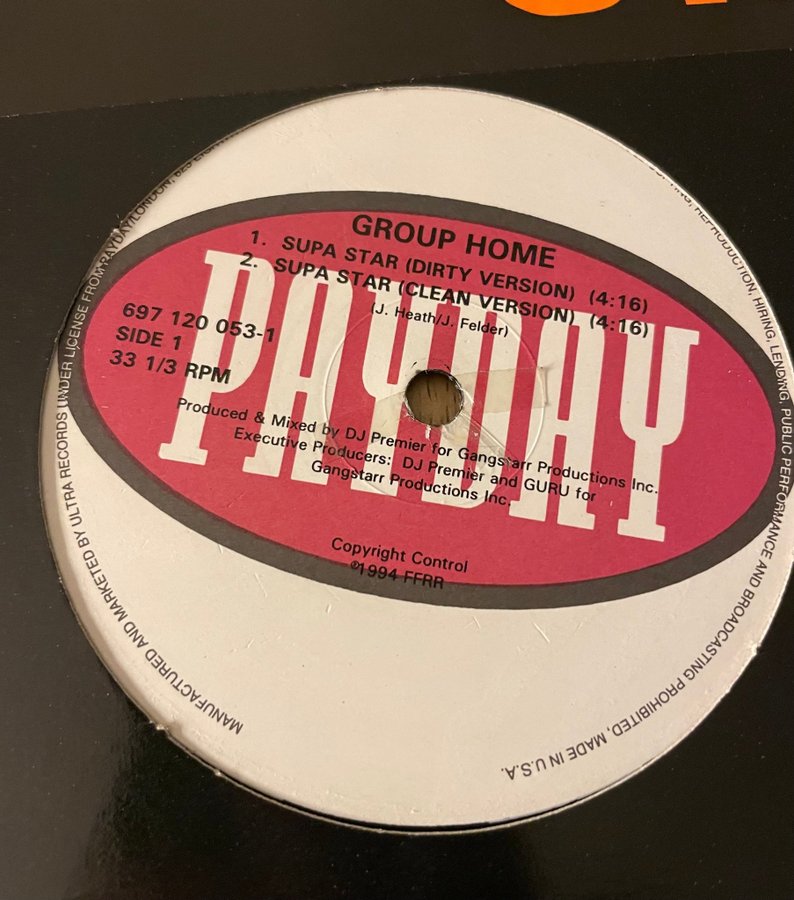 GROUP HOME
1. SUPA STAR (DIRTY VERSION) (4:16)
2. SUPA STAR (CLEAN VERSION) (4:16)
(J. Heath/J. Felder)
PAYDAY
697 120 053-1
SIDE 1
33 1/3 RPM
Produced & Mixed by DJ Premier for Gangstarr Productions Inc.
Executive Producers: DJ Premier and GURU for
Gangstarr Productions Inc.
Copyright Control
℗1994 FFRR
MANUFACTURED AND MARKETED BY ULTRA RECORDS UNDER LICENSE FROM PAYDAY/LONDON,
REPRODUCTION, HIRING, LENDING, PUBLIC PERFORMANCE AND BROADCASTING PROHIBITED, MADE IN U.S.A.